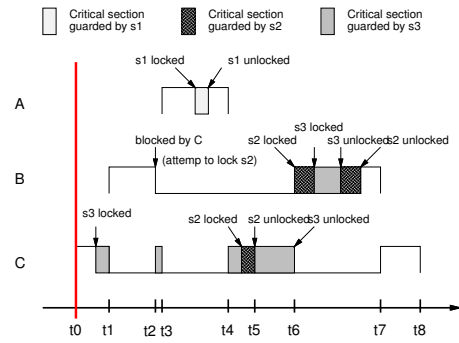 Critical section
guarded by s1
Critical section
guarded by s2
Critical section
guarded by s3
s1 locked
s1 unlocked
A
blocked by C
(attemp to lock s2)
s2 locked
s3 locked
s3 unlocked
s2 unlocked
B
s3 locked
s2 locked
s2 unlocked
s3 unlocked
C
t0 t1 t2 t3 t4 t5 t6 t7 t8